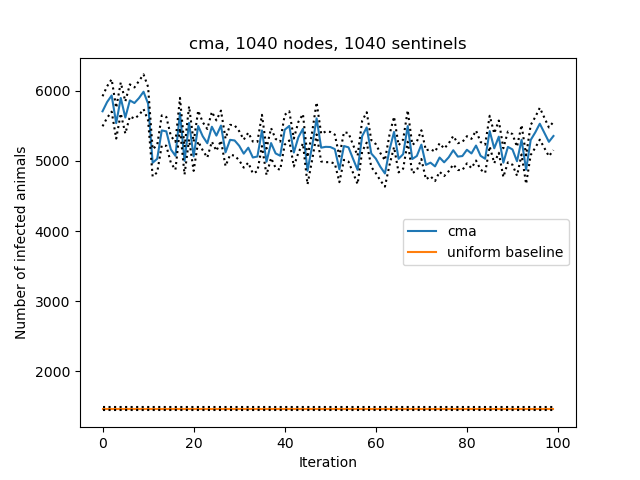 cma, 1040 nodes, 1040 sentinels
6000
5000
4000
3000
2000
Number of infected animals
cma
uniform baseline
0
20
40
60
80
100
Iteration